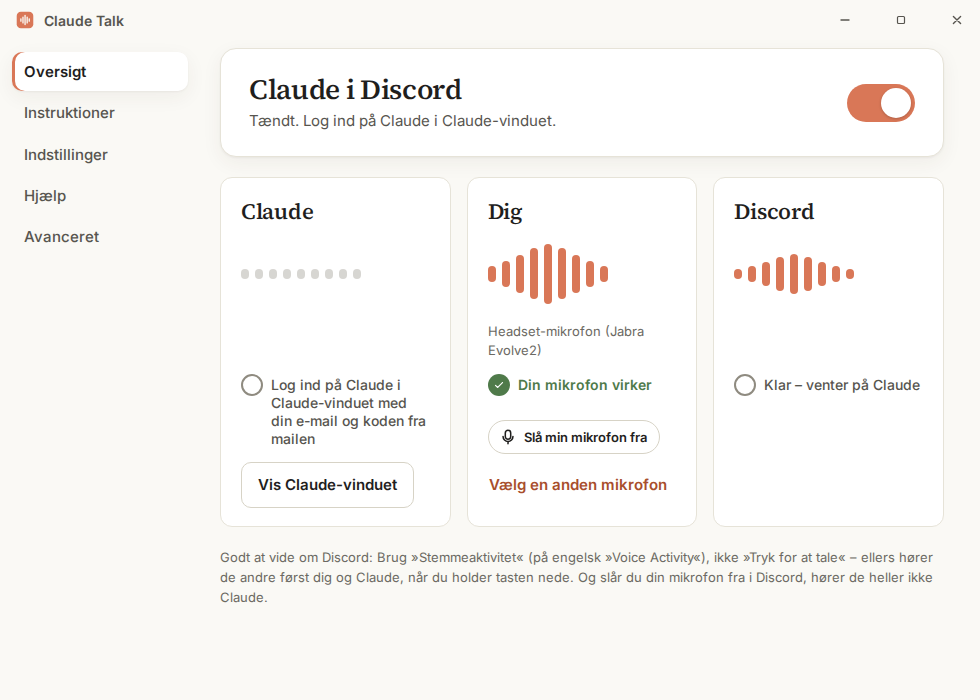 Claude Talk
Oversigt
Instruktioner
Indstillinger
Hjælp
Avanceret
Claude i Discord
Tændt. Log ind på Claude i Claude-vinduet.
Claude
Log ind på Claude i
Claude-vinduet med
din e-mail og koden fra
mailen
Vis Claude-vinduet
Dig
Headset-mikrofon (Jabra
Evolve2)
Din mikrofon virker
Slå min mikrofon fra
Vælg en anden mikrofon
Discord
Klar – venter på Claude
Godt at vide om Discord: Brug »Stemmeaktivitet« (på engelsk »Voice Activity«), ikke »Tryk for at tale« – ellers hører
de andre først dig og Claude, når du holder tasten nede. Og slår du din mikrofon fra i Discord, hører de heller ikke
Claude.